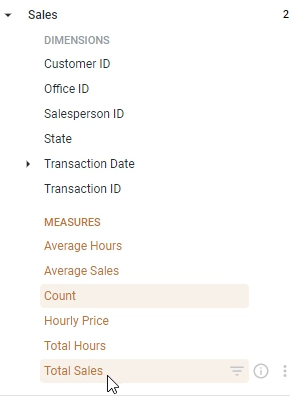 Sales 2
DIMENSIONS
Customer ID
Office ID
Salesperson ID
State
Transaction Date
Transaction ID
MEASURES
Average Hours
Average Sales
Count
Hourly Price
Total Hours
Total Sales